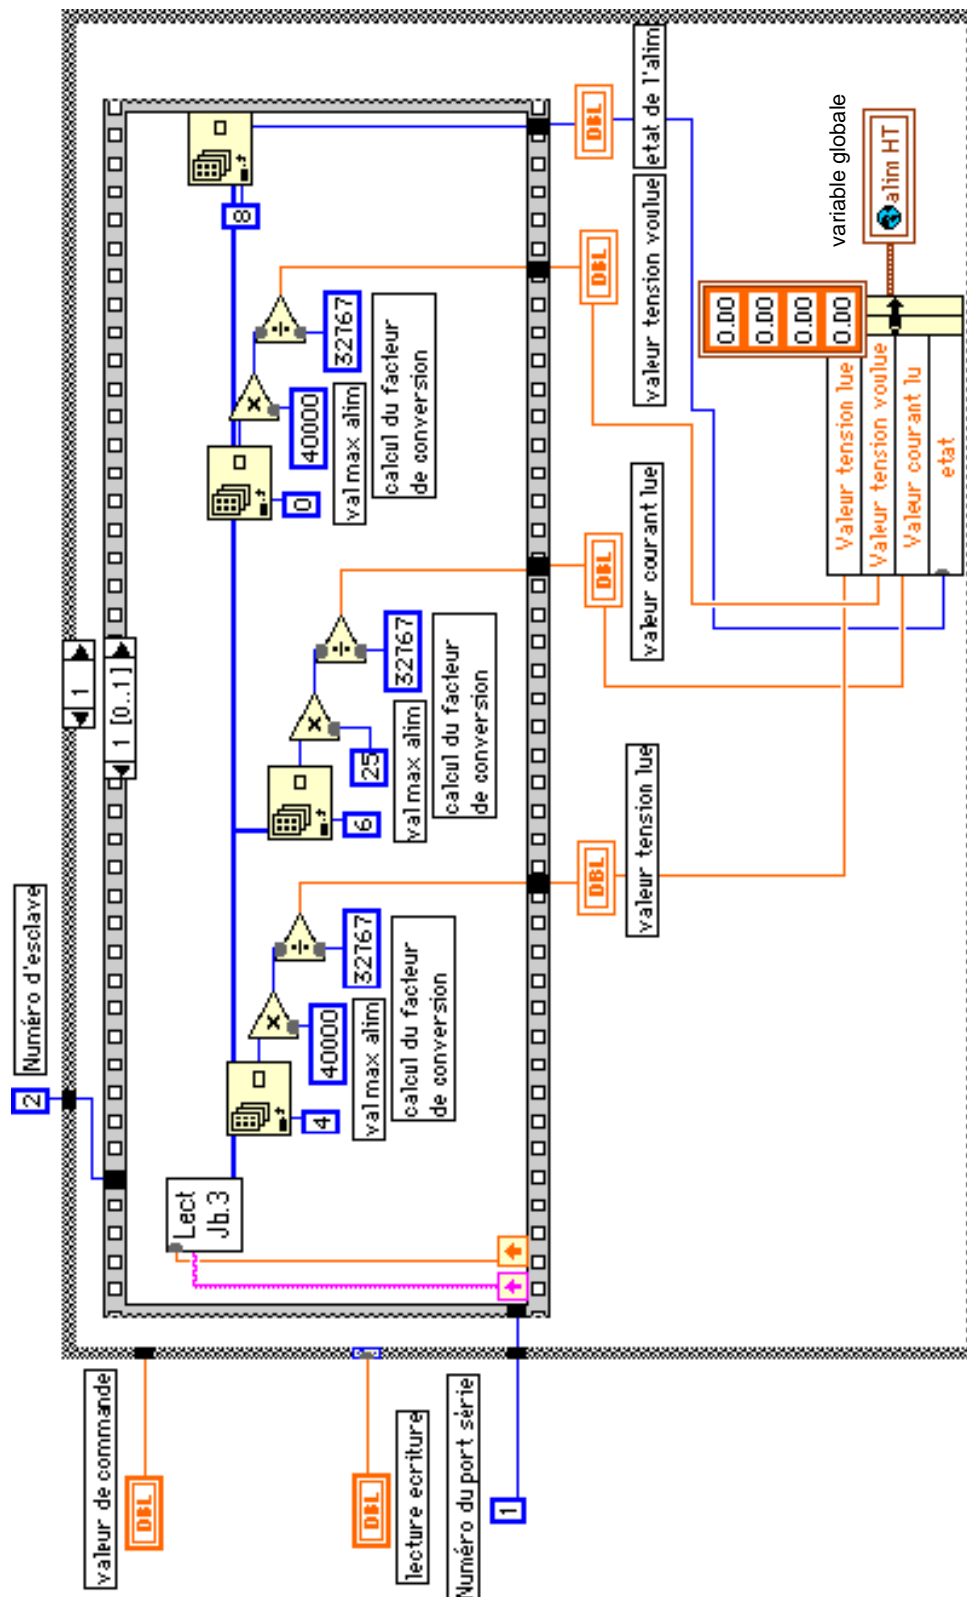 Numéro d'esclave
2
1
1 [0..1]
valeur de commande
DBL
lecture ecriture
DBL
Numéro du port série
1
Lect
Jb.3
4
40000
val max alim
32767
calcul du facteur
de conversion
6
25
val max alim
32767
calcul du facteur
de conversion
0
40000
val max alim
32767
calcul du facteur
de conversion
8
DBL
valeur tension lue
DBL
valeur courant lue
DBL
valeur tension voulue
DBL
etat de l'alim
0.00
0.00
0.00
0.00
Valeur tension lue
Valeur tension voulue
Valeur courant lu
etat
variable globale
alim HT